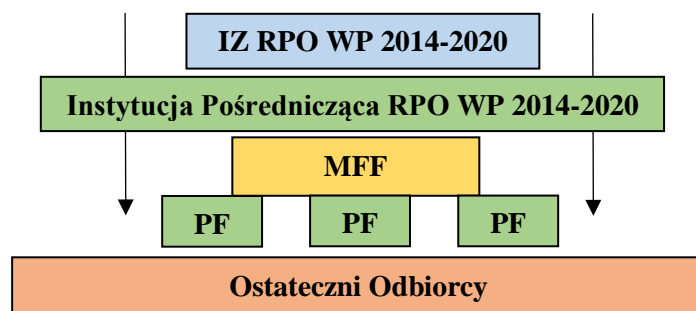 IZ RPO WP 2014-2020
Instytucja Pośrednicząca RPO WP 2014-2020
MFF
PF PF PF
Ostateczni Odbiorcy